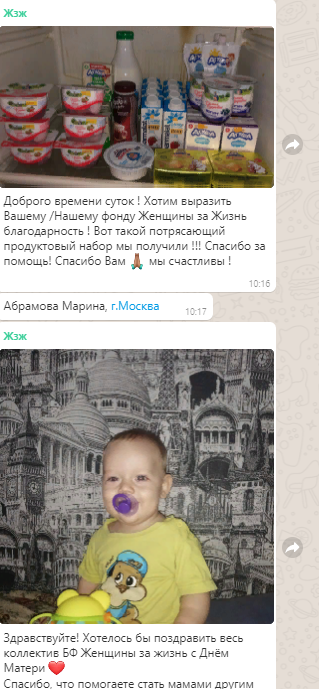 Жзж
Доброго времени суток ! Хотим выразить
Вашему /Нашему фонду Женщины за Жизнь
благодарность ! Вот такой потрясающий
продуктовый набор мы получили !!! Спасибо за
помощь! Спасибо Вам 🙏🏽 мы счастливы !
10:16
Абрамова Марина, г.Москва
10:17
Жзж
Здравствуйте! Хотелось бы поздравить весь
коллектив БФ Женщины за жизнь с Днём
Матери ❤️
Спасибо, что помогаете стать мамами другим